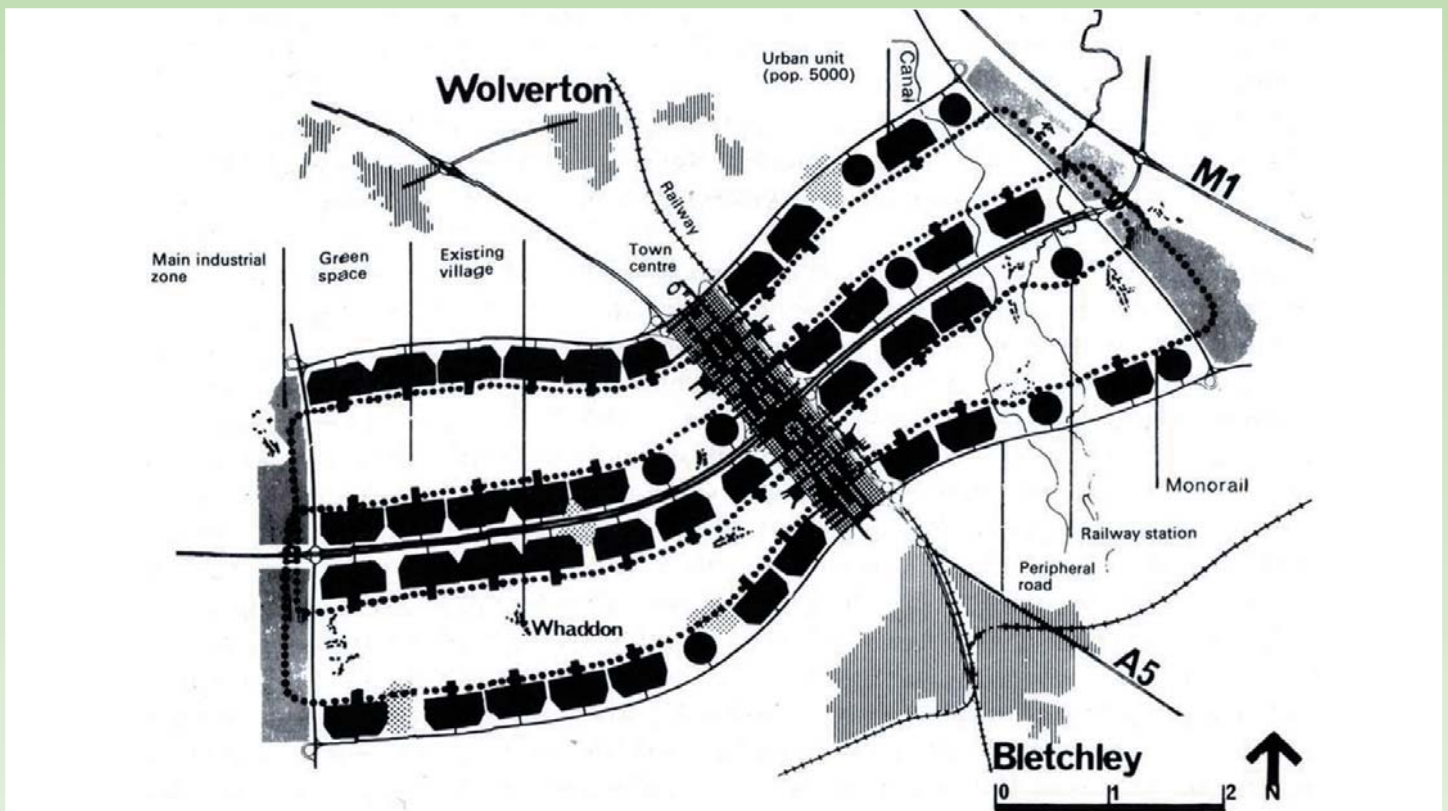 Urban unit
(pop. 5000)
Canal
Wolverton
M1
Railway
Main industrial
zone
Green
space
Existing
village
Town
centre
Monorail
Railway station
Peripheral
road
Whaddon
A5
Bletchley
0 1 2
N